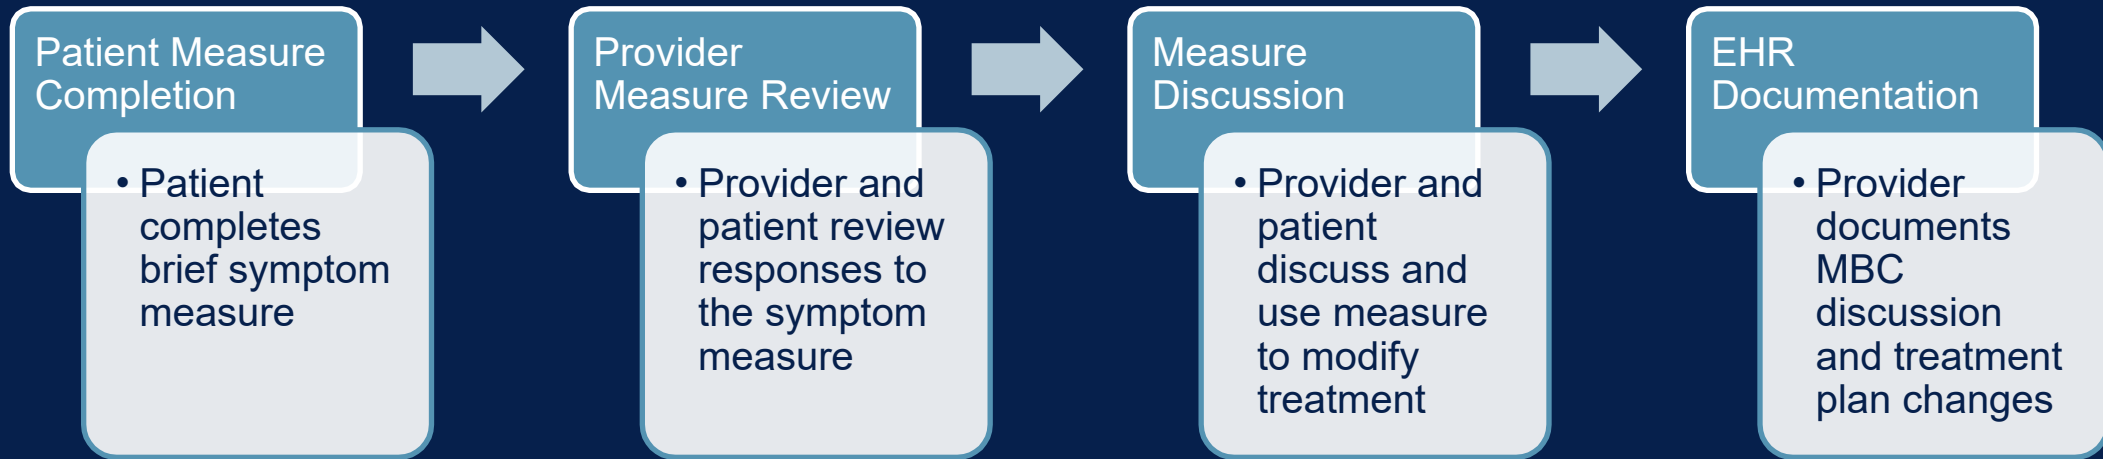 Patient Measure
Completion
• Patient
completes
brief symptom
measure
Provider
Measure Review
• Provider and
patient review
responses to
the symptom
measure
Measure
Discussion
• Provider and
patient
discuss and
use measure
to modify
treatment
EHR
Documentation
• Provider
documents
MBC
discussion
and treatment
plan changes